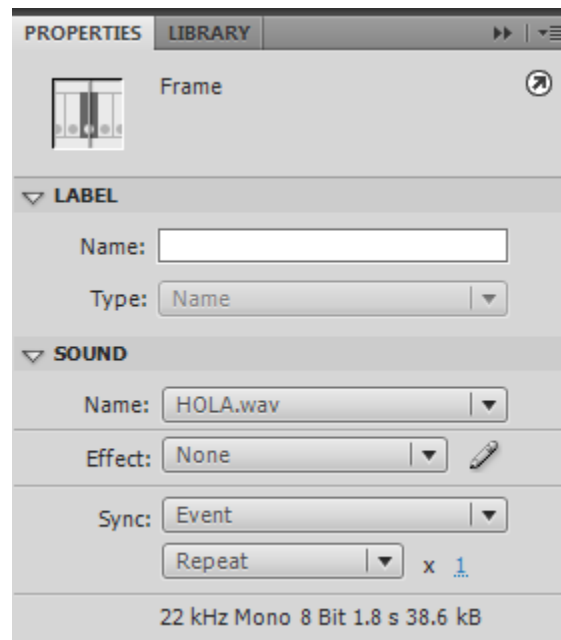 PROPERTIES LIBRARY
Frame
LABEL
Name:
Type: Name
SOUND
Name: HOLA.wav
Effect: None
Sync: Event
Repeat x 1
22 kHz Mono 8 Bit 1.8 s 38.6 kB